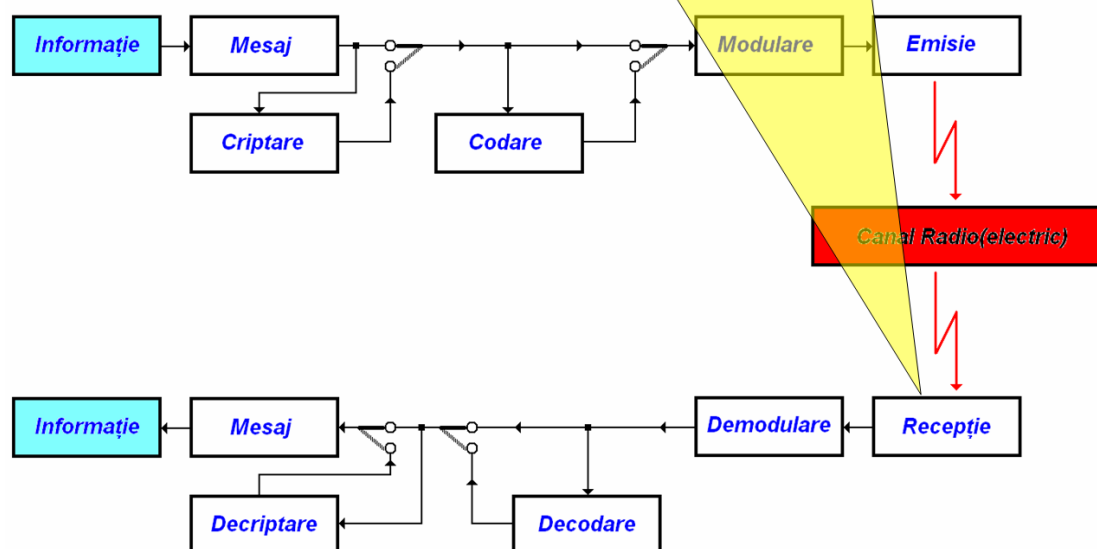 Informație
Mesaj
Modulare
Emisie
Criptare
Codare
Canal Radio(electric)
Informație
Mesaj
Demodulare
Recepție
Decriptare
Decodare